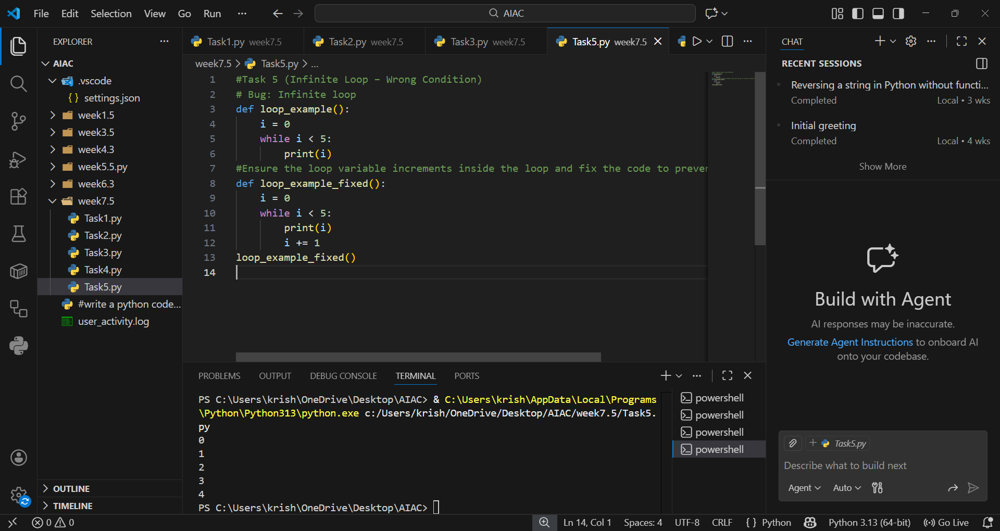 File Edit Selection View Go Run ··· AIAC
EXPLORER
AIAC
.vscode
{ } settings.json
week1.5
week3.5
week4.3
week5.5.py
week6.3
week7.5
Task1.py
Task2.py
Task3.py
Task4.py
Task5.py
#write a python code...
user_activity.log
OUTLINE
TIMELINE
Task1.py week7.5 Task2.py week7.5 Task3.py week7.5 Task5.py week7.5
week7.5 > Task5.py > ...
1 #Task 5 (Infinite Loop – Wrong Condition)
2 # Bug: Infinite loop
3 def loop_example():
4 i = 0
5 while i < 5:
6 print(i)
7 #Ensure the loop variable increments inside the loop and fix the code to prever
8 def loop_example_fixed():
9 i = 0
10 while i < 5:
11 print(i)
12 i += 1
13 loop_example_fixed()
14
PROBLEMS OUTPUT DEBUG CONSOLE TERMINAL PORTS
PS C:\Users\krish\OneDrive\Desktop\AIAC> & C:\Users\krish\AppData\Local\Programs
\Python\Python313\python.exe c:/Users/krish/OneDrive/Desktop/AIAC/week7.5/Task5.
py
0
1
2
3
4
PS C:\Users\krish\OneDrive\Desktop\AIAC>
powershell
powershell
powershell
powershell
CHAT
RECENT SESSIONS
Reversing a string in Python without functi...
Completed Local • 3 wks
Initial greeting
Completed Local • 4 wks
Show More
Build with Agent
AI responses may be inaccurate.
Generate Agent Instructions to onboard AI
onto your codebase.
Task5.py
Describe what to build next
Agent Auto
0 0 Ln 14, Col 1 Spaces: 4 UTF-8 CRLF { } Python Python 3.13 (64-bit) Go Live